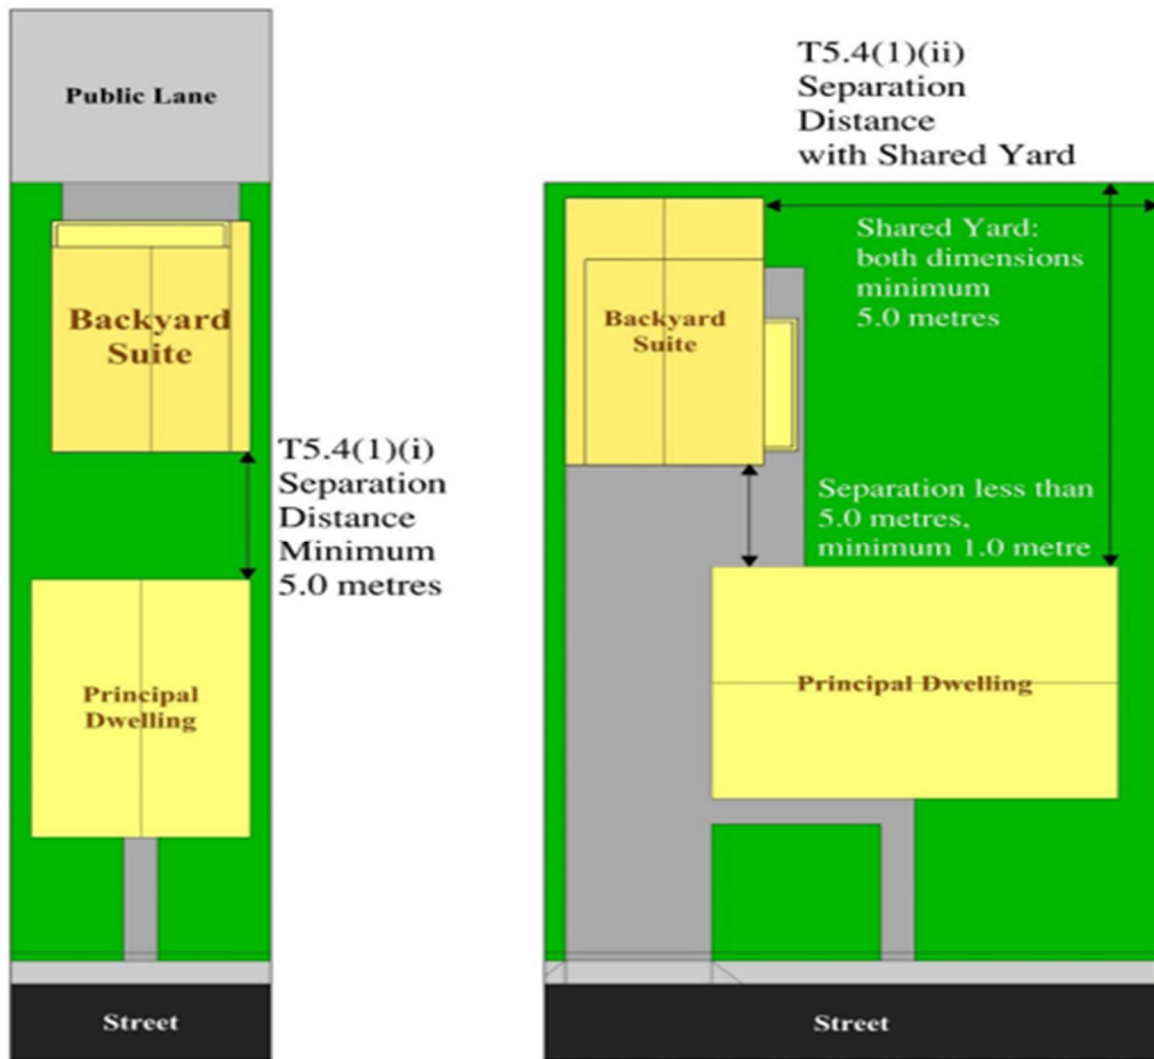 Public Lane
Backyard
Suite
T5.4(1)(i)
Separation
Distance
Minimum
5.0 metres
Principal
Dwelling
Street
T5.4(1)(ii)
Separation
Distance
with Shared Yard
Shared Yard:
both dimensions
minimum
5.0 metres
Backyard
Suite
Separation less than
5.0 metres,
minimum 1.0 metre
Principal Dwelling
Street